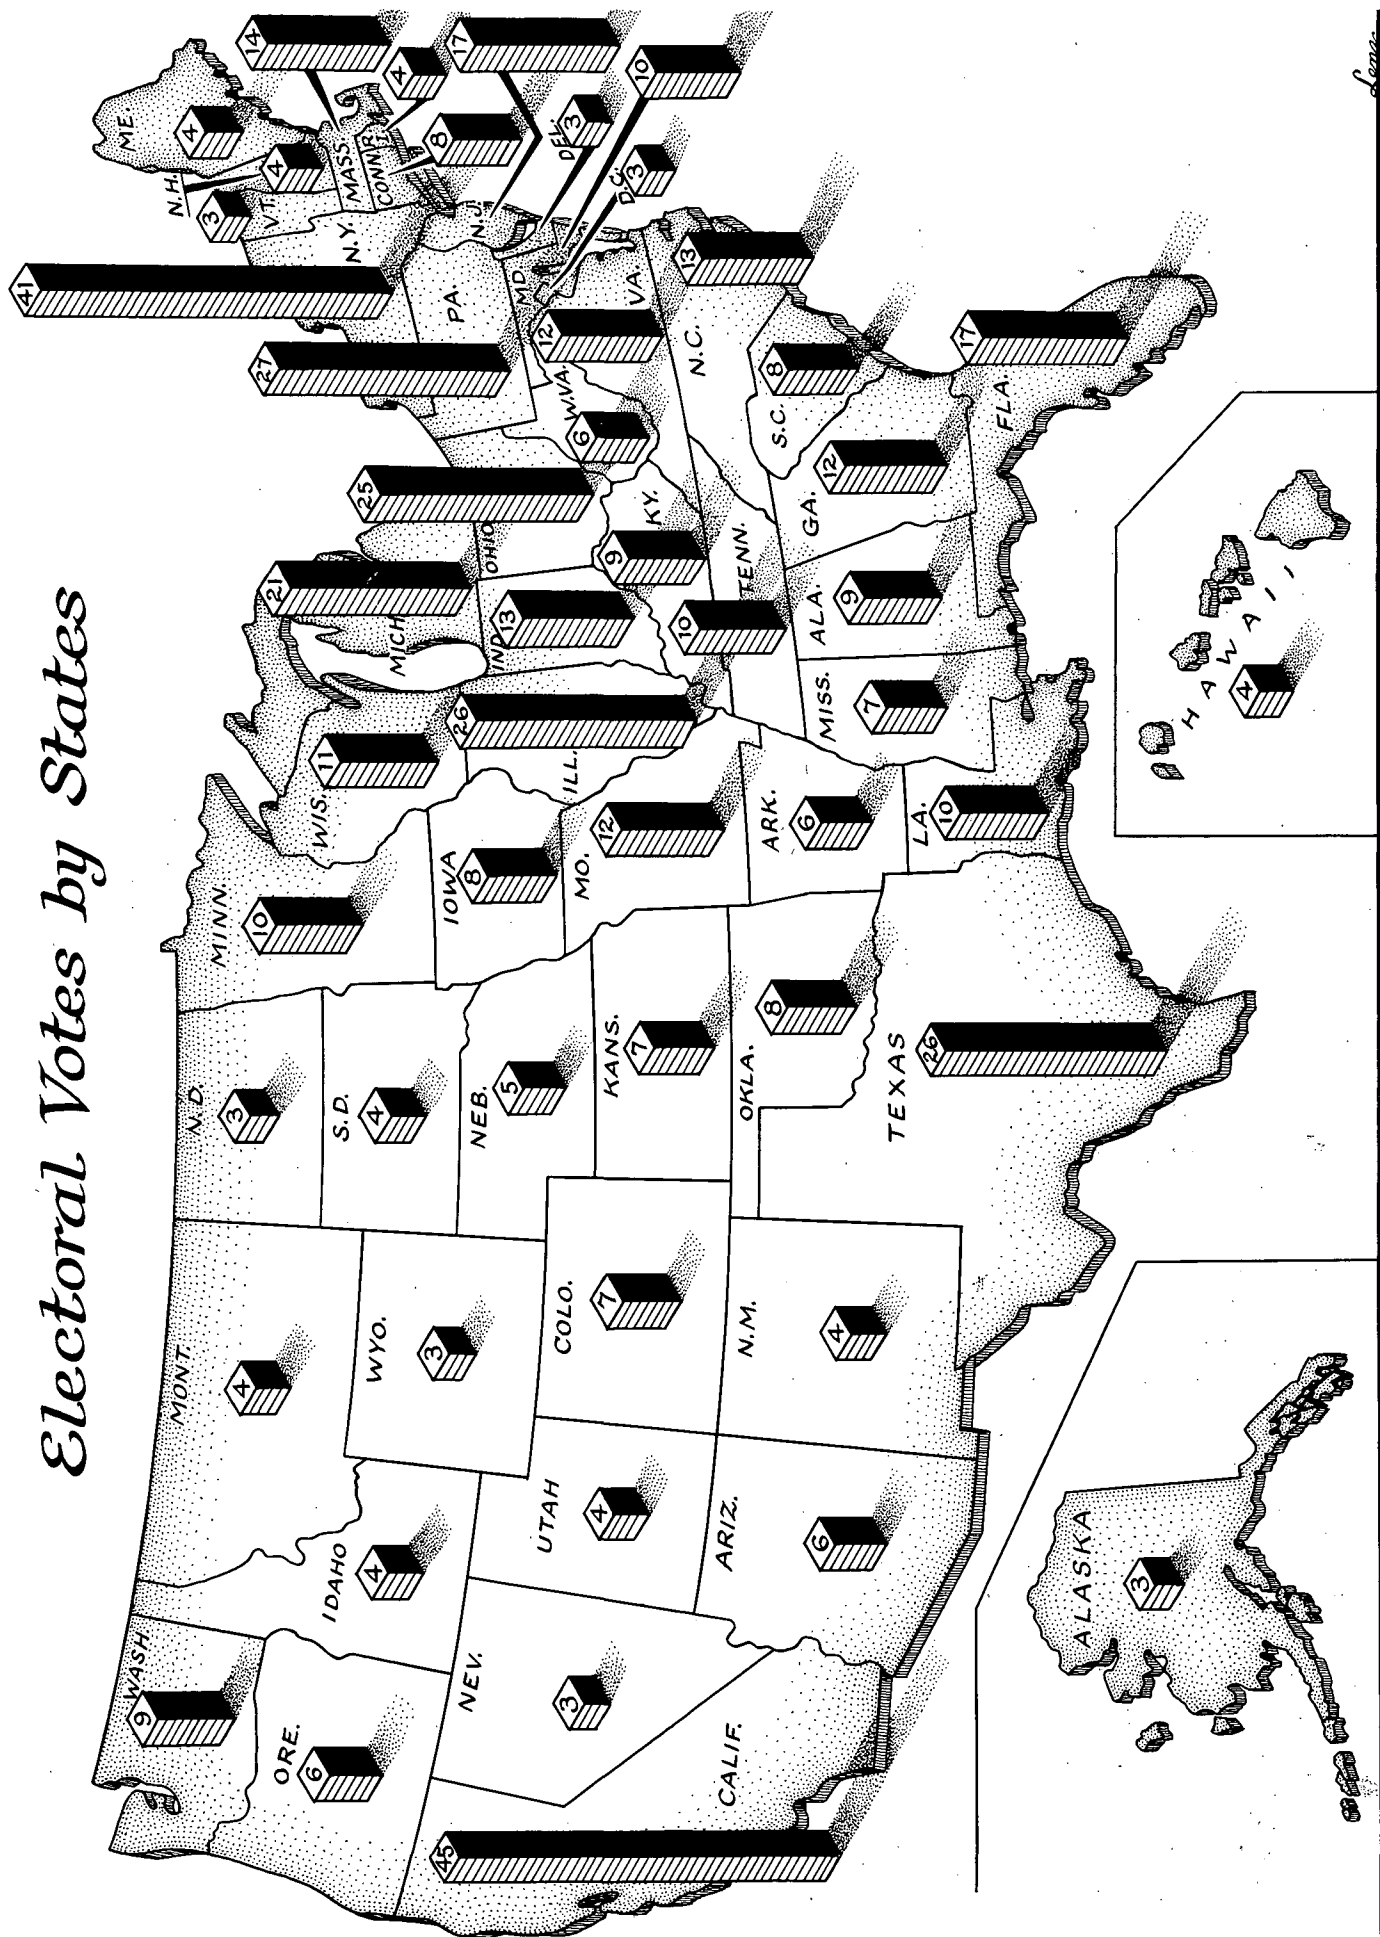 Electoral Votes by States
WASH
9
ORE.
6
CALIF.
45
NEV.
3
IDAHO
4
MONT
4
WYO.
3
UTAH
4
ARIZ.
6
COLO.
7
N.M.
4
N.D.
3
S.D.
4
NEB.
5
KANS.
7
OKLA.
8
TEXAS
26
MINN.
10
IOWA
8
MO.
12
ARK.
6
LA.
10
WIS.
11
ILL.
26
MICH
21
IND
13
OHIO
25
KY.
9
TENN.
10
MISS.
7
ALA.
9
GA.
12
FLA.
17
S.C.
8
N.C.
13
VA.
12
W.VA.
6
PA.
27
N.Y.
41
VT.
3
N.H.
4
ME.
4
MASS.
14
R.I.
4
CONN.
8
N.J.
17
DEL.
3
MD
10
D.C.
3
ALASKA
3
HAWAII
4